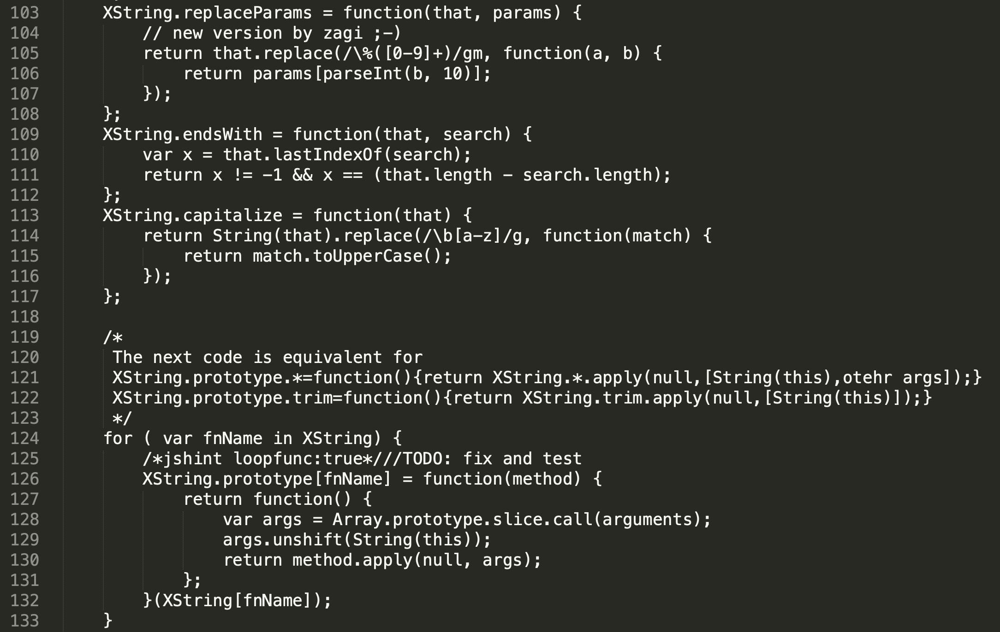 103 XString.replaceParams = function(that, params) {
104 // new version by zagi ;-)
105 return that.replace(/\%([0-9]+)/gm, function(a, b) {
106 return params[parseInt(b, 10)];
107 });
108 };
109 XString.endsWith = function(that, search) {
110 var x = that.lastIndexOf(search);
111 return x != -1 && x == (that.length - search.length);
112 };
113 XString.capitalize = function(that) {
114 return String(that).replace(/\b[a-z]/g, function(match) {
115 return match.toUpperCase();
116 });
117 };
118
119 /*
120 The next code is equivalent for
121 XString.prototype.*=function(){return XString.*.apply(null,[String(this),otehr args]);}
122 XString.prototype.trim=function(){return XString.trim.apply(null,[String(this)]);}
123 */
124 for ( var fnName in XString) {
125 /*jshint loopfunc:true*///TODO: fix and test
126 XString.prototype[fnName] = function(method) {
127 return function() {
128 var args = Array.prototype.slice.call(arguments);
129 args.unshift(String(this));
130 return method.apply(null, args);
131 };
132 }(XString[fnName]);
133 }